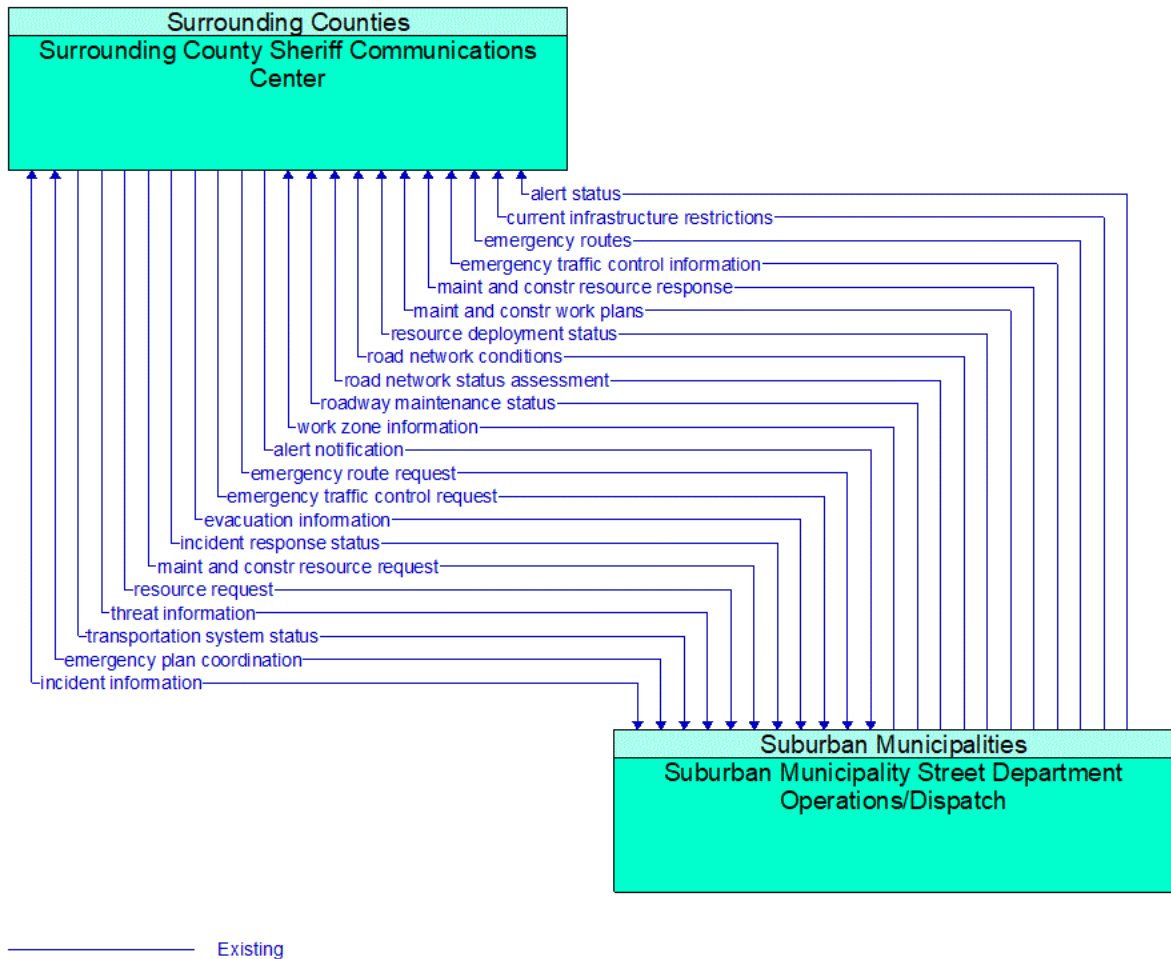 Surrounding Counties
Surrounding County Sheriff Communications
Center
alert status
current infrastructure restrictions
emergency routes
emergency traffic control information
maint and constr resource response
maint and constr work plans
resource deployment status
road network conditions
road network status assessment
roadway maintenance status
work zone information
alert notification
emergency route request
emergency traffic control request
evacuation information
incident response status
maint and constr resource request
resource request
threat information
transportation system status
emergency plan coordination
incident information
Suburban Municipalities
Suburban Municipality Street Department
Operations/Dispatch
Existing